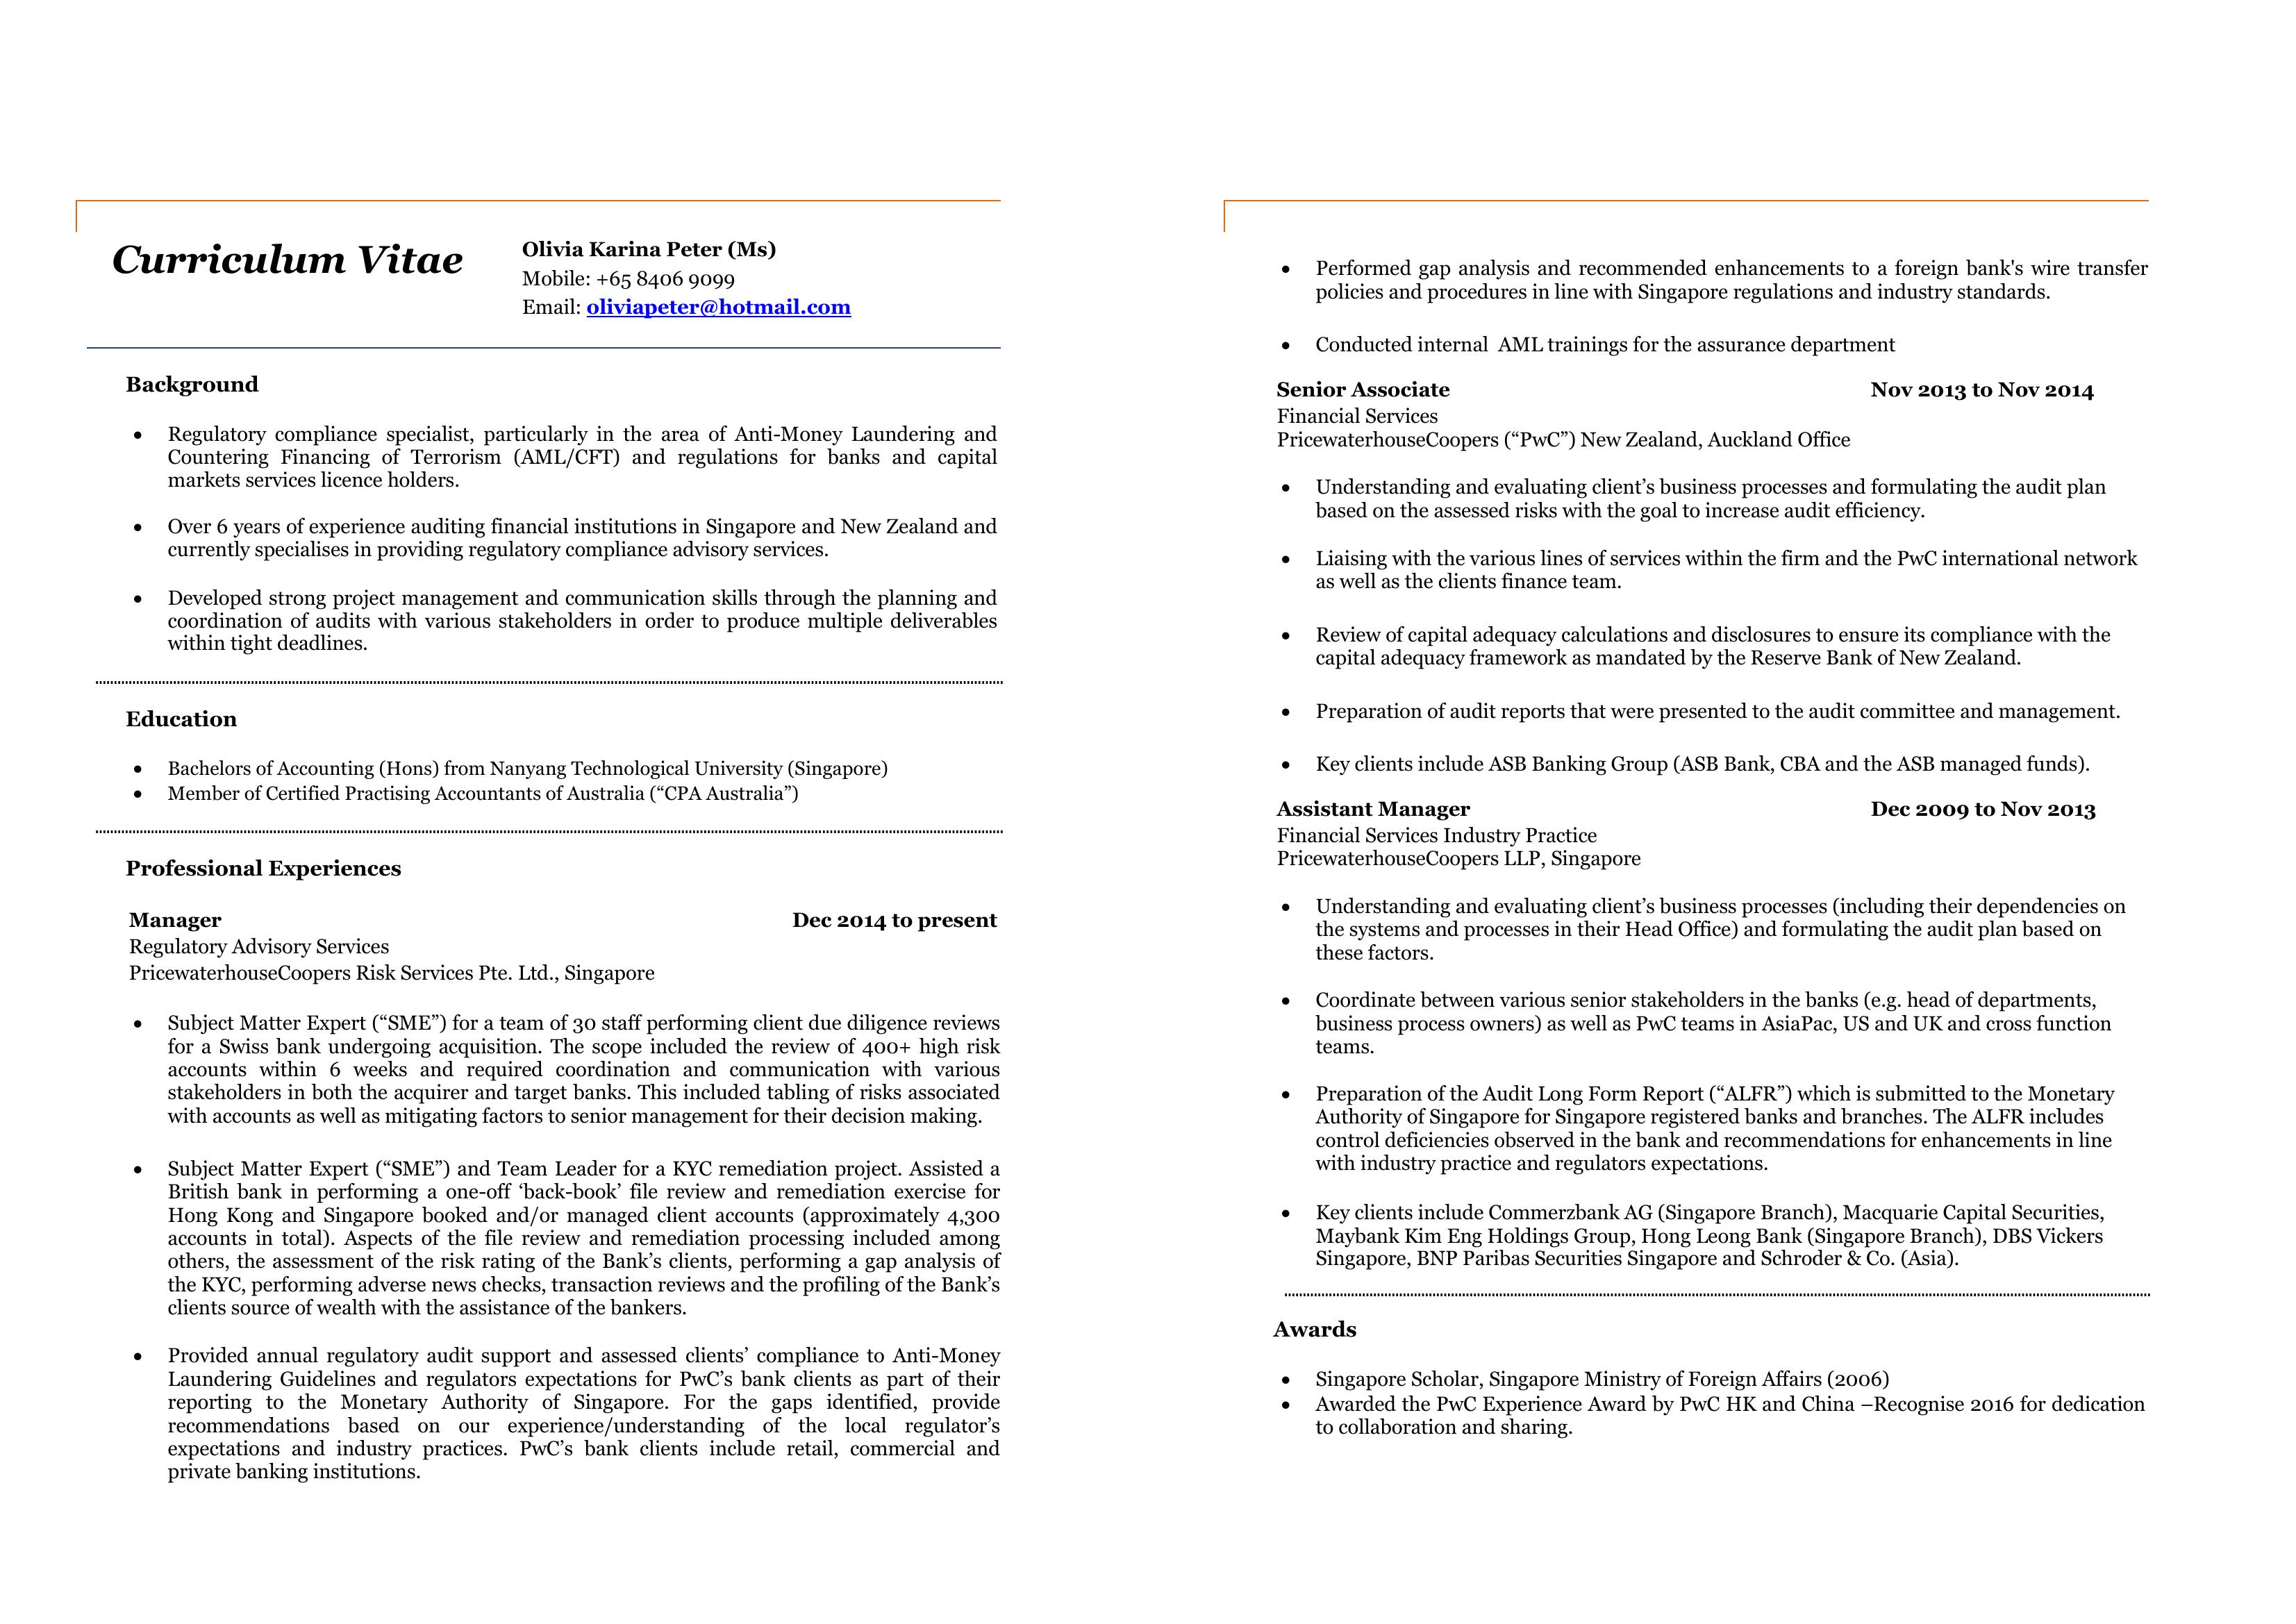 Curriculum Vitae
Olivia Karina Peter (Ms)
Mobile: +65 8406 9099
Email: oliviapeter@hotmail.com
Background
• Regulatory compliance specialist, particularly in the area of Anti-Money Laundering and
Countering Financing of Terrorism (AML/CFT) and regulations for banks and capital
markets services licence holders.
• Over 6 years of experience auditing financial institutions in Singapore and New Zealand and
currently specialises in providing regulatory compliance advisory services.
• Developed strong project management and communication skills through the planning and
coordination of audits with various stakeholders in order to produce multiple deliverables
within tight deadlines.
Education
• Bachelors of Accounting (Hons) from Nanyang Technological University (Singapore)
• Member of Certified Practising Accountants of Australia (“CPA Australia”)
Professional Experiences
Manager Dec 2014 to present
Regulatory Advisory Services
PricewaterhouseCoopers Risk Services Pte. Ltd., Singapore
• Subject Matter Expert (“SME”) for a team of 30 staff performing client due diligence reviews
for a Swiss bank undergoing acquisition. The scope included the review of 400+ high risk
accounts within 6 weeks and required coordination and communication with various
stakeholders in both the acquirer and target banks. This included tabling of risks associated
with accounts as well as mitigating factors to senior management for their decision making.
• Subject Matter Expert (“SME”) and Team Leader for a KYC remediation project. Assisted a
British bank in performing a one-off ‘back-book’ file review and remediation exercise for
Hong Kong and Singapore booked and/or managed client accounts (approximately 4,300
accounts in total). Aspects of the file review and remediation processing included among
others, the assessment of the risk rating of the Bank’s clients, performing a gap analysis of
the KYC, performing adverse news checks, transaction reviews and the profiling of the Bank’s
clients source of wealth with the assistance of the bankers.
• Provided annual regulatory audit support and assessed clients’ compliance to Anti-Money
Laundering Guidelines and regulators expectations for PwC’s bank clients as part of their
reporting to the Monetary Authority of Singapore. For the gaps identified, provide
recommendations based on our experience/understanding of the local regulator’s
expectations and industry practices. PwC’s bank clients include retail, commercial and
private banking institutions.
• Performed gap analysis and recommended enhancements to a foreign bank's wire transfer
policies and procedures in line with Singapore regulations and industry standards.
• Conducted internal AML trainings for the assurance department
Senior Associate Nov 2013 to Nov 2014
Financial Services
PricewaterhouseCoopers (“PwC”) New Zealand, Auckland Office
• Understanding and evaluating client’s business processes and formulating the audit plan
based on the assessed risks with the goal to increase audit efficiency.
• Liaising with the various lines of services within the firm and the PwC international network
as well as the clients finance team.
• Review of capital adequacy calculations and disclosures to ensure its compliance with the
capital adequacy framework as mandated by the Reserve Bank of New Zealand.
• Preparation of audit reports that were presented to the audit committee and management.
• Key clients include ASB Banking Group (ASB Bank, CBA and the ASB managed funds).
Assistant Manager Dec 2009 to Nov 2013
Financial Services Industry Practice
PricewaterhouseCoopers LLP, Singapore
• Understanding and evaluating client’s business processes (including their dependencies on
the systems and processes in their Head Office) and formulating the audit plan based on
these factors.
• Coordinate between various senior stakeholders in the banks (e.g. head of departments,
business process owners) as well as PwC teams in AsiaPac, US and UK and cross function
teams.
• Preparation of the Audit Long Form Report (“ALFR”) which is submitted to the Monetary
Authority of Singapore for Singapore registered banks and branches. The ALFR includes
control deficiencies observed in the bank and recommendations for enhancements in line
with industry practice and regulators expectations.
• Key clients include Commerzbank AG (Singapore Branch), Macquarie Capital Securities,
Maybank Kim Eng Holdings Group, Hong Leong Bank (Singapore Branch), DBS Vickers
Singapore, BNP Paribas Securities Singapore and Schroder & Co. (Asia).
Awards
• Singapore Scholar, Singapore Ministry of Foreign Affairs (2006)
• Awarded the PwC Experience Award by PwC HK and China –Recognise 2016 for dedication
to collaboration and sharing.